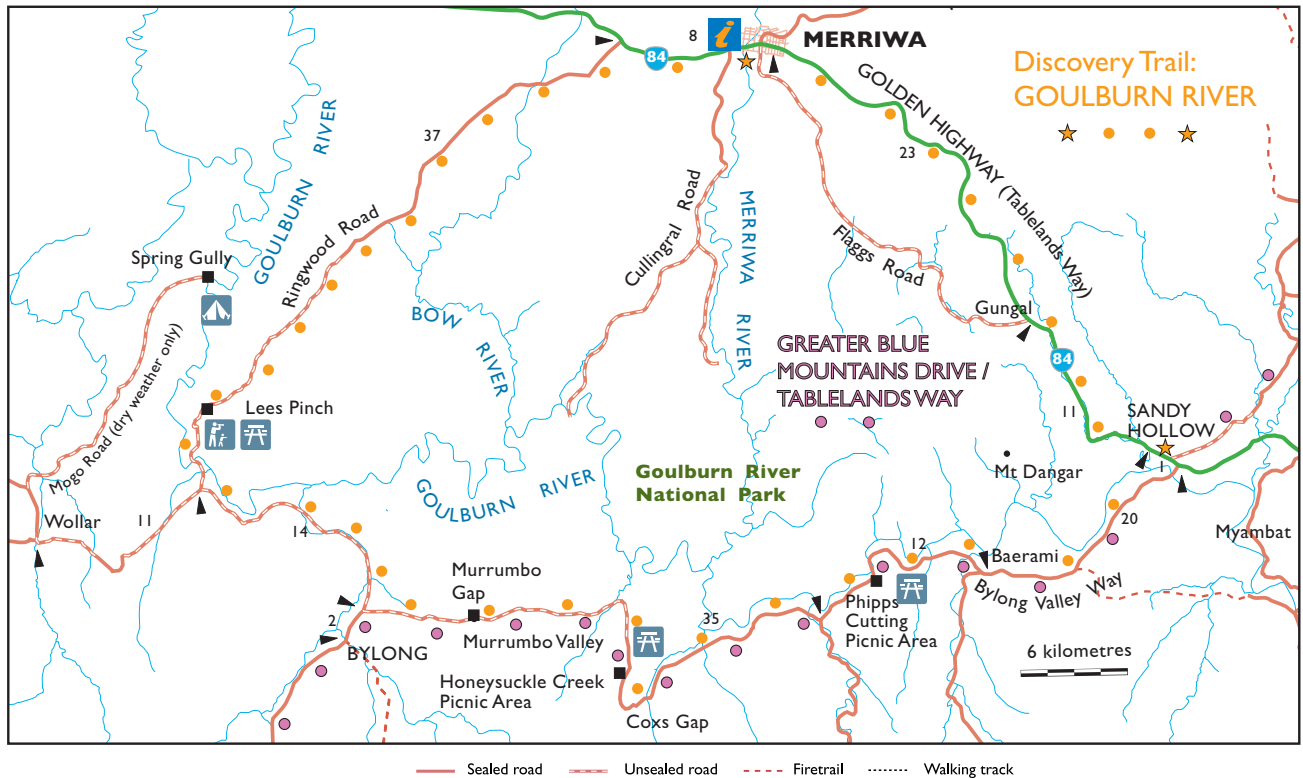 8
i
MERRIWA
84
Discovery Trail:
GOULBURN RIVER
GOLDEN HIGHWAY (Tablelands Way)
37
23
GOULBURN RIVER
Ringwood Road
Cullingral Road
MERRIWA RIVER
Flaggs Road
Spring Gully
Mogo Road (dry weather only)
BOW
RIVER
Gungal
GREATER BLUE
MOUNTAINS DRIVE /
TABLELANDS WAY
84
Lees Pinch
11
SANDY
HOLLOW
1
Goulburn River
National Park
Mt Dangar
GOULBURN RIVER
Wollar
11
14
20
Myambat
12
Baerami
Bylong Valley Way
Murrumbo
Gap
Phipps
Cutting
Picnic Area
2
35
BYLONG
Murrumbo Valley
6 kilometres
Honeysuckle Creek
Picnic Area
Coxs Gap
Sealed road
Unsealed road
Firetrail
Walking track